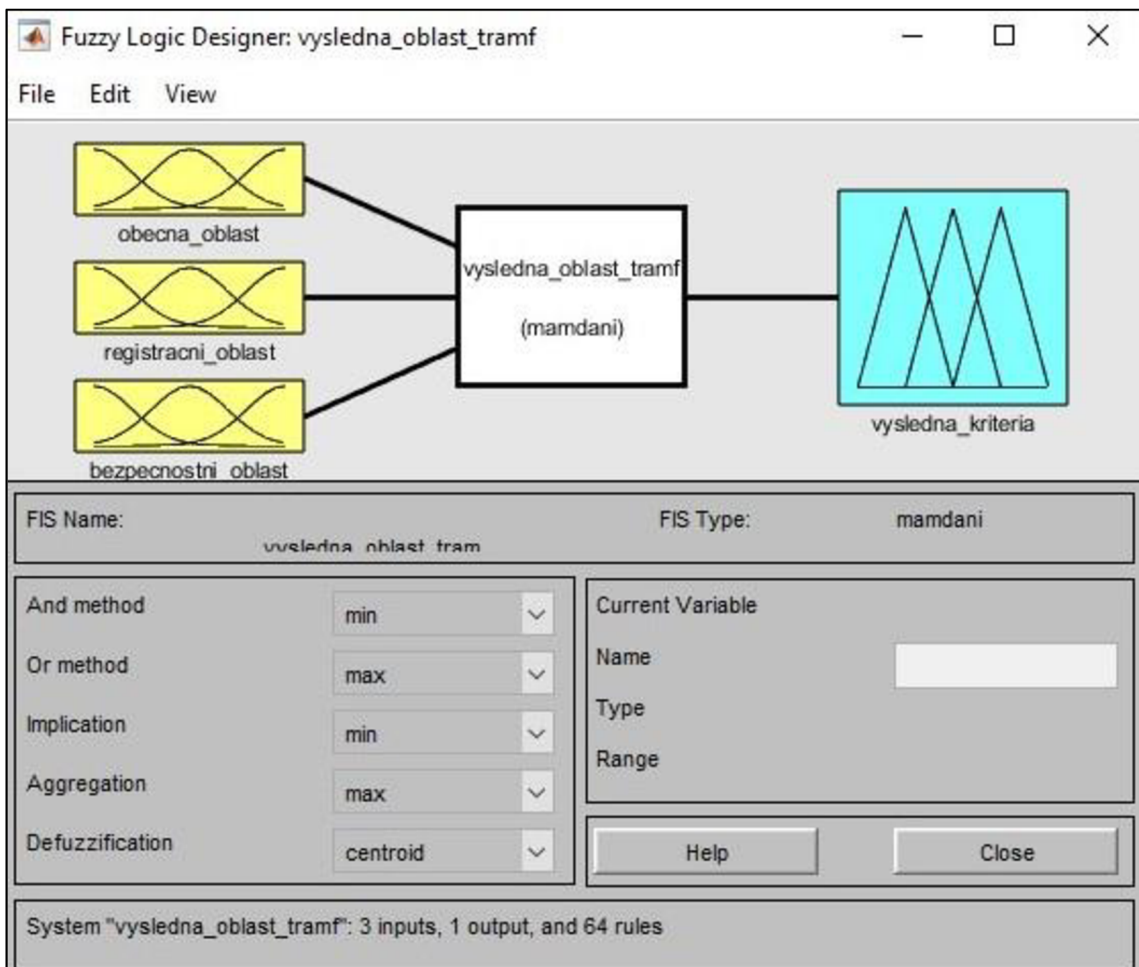 Fuzzy Logic Designer: vysledna_oblast_tramf
File Edit View
obecna_oblast
registracni_oblast
bezpecnostni_oblast
vysledna_oblast_tramf
(mamdani)
vysledna_kriteria
FIS Name:
vysledna_oblast_tram
FIS Type:
mamdani
And method
min
Or method
max
Implication
min
Aggregation
max
Defuzzification
centroid
Current Variable
Name
Type
Range
Help
Close
System "vysledna_oblast_tramf": 3 inputs, 1 output, and 64 rules